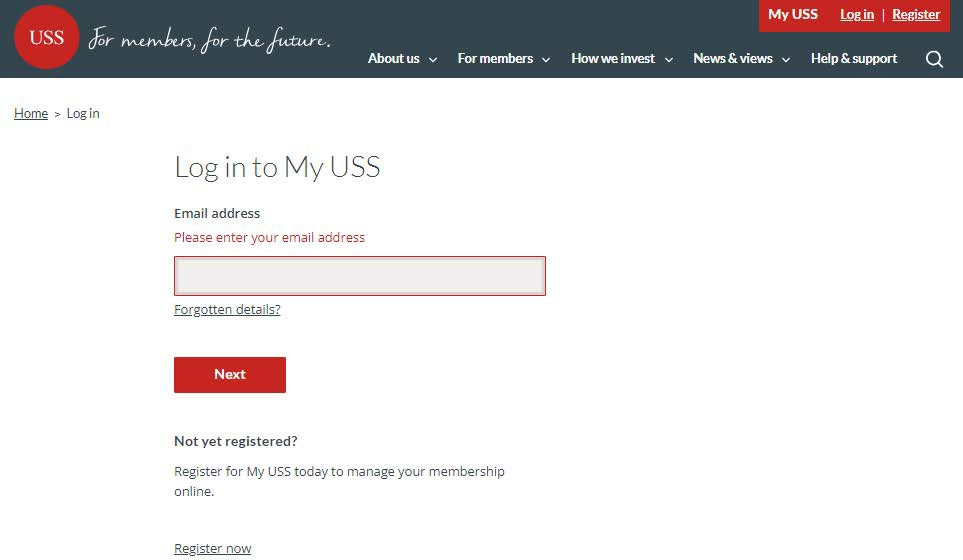 My USS Log in | Register
USS For members, for the future.
About us For members How we invest News & views Help & support
Home > Log in
Log in to My USS
Email address
Please enter your email address
Forgotten details?
Next
Not yet registered?
Register for My USS today to manage your membership
online.
Register now